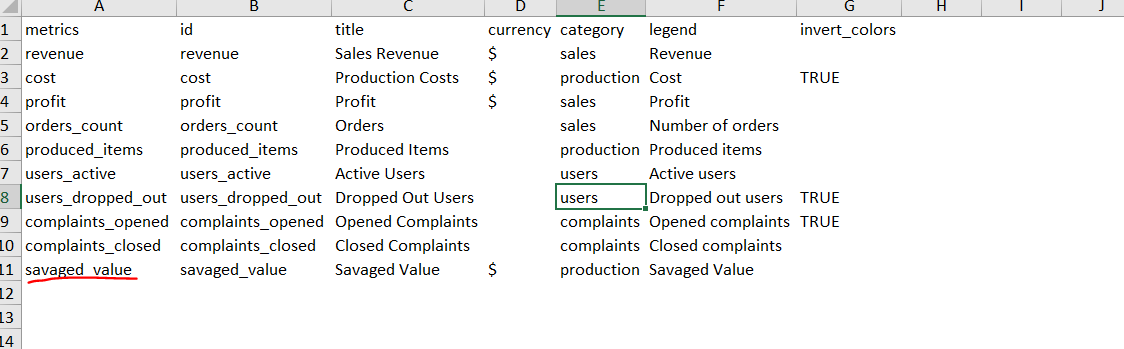 A B C D E F G H I J
1 metrics id title currency category legend invert_colors
2 revenue revenue Sales Revenue $ sales Revenue
3 cost cost Production Costs $ production Cost TRUE
4 profit profit Profit $ sales Profit
5 orders_count orders_count Orders sales Number of orders
6 produced_items produced_items Produced Items production Produced items
7 users_active users_active Active Users users Active users
8 users_dropped_out users_dropped_out Dropped Out Users users Dropped out users TRUE
9 complaints_opened complaints_opened Opened Complaints complaints Opened complaints TRUE
10 complaints_closed complaints_closed Closed Complaints complaints Closed complaints
11 savaged_value savaged_value Savaged Value $ production Savaged Value
12
13
14